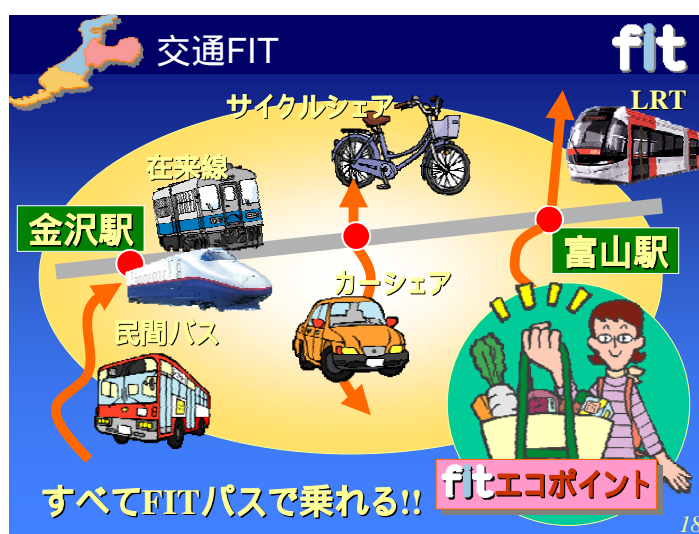 交通FIT
fit
LRT
サイクルシェア
在来線
金沢駅
富山駅
カーシェア
民間バス
fitエコポイント
すべてFITパスで乗れる!!
18